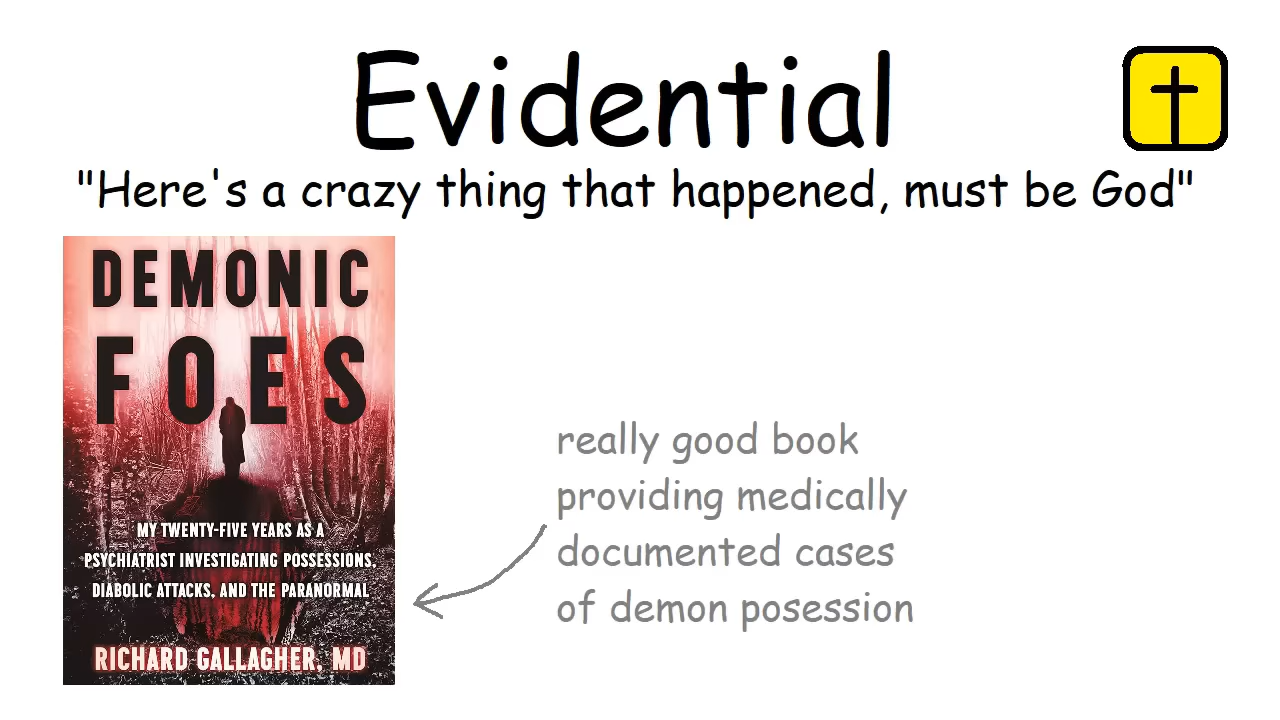 Evidential
"Here's a crazy thing that happened, must be God"
DEMONIC
FOES
MY TWENTY-FIVE YEARS AS A
PSYCHIATRIST INVESTIGATING POSSESSIONS,
DIABOLIC ATTACKS, AND THE PARANORMAL
RICHARD GALLAGHER, MD
really good book
providing medically
documented cases
of demon posession